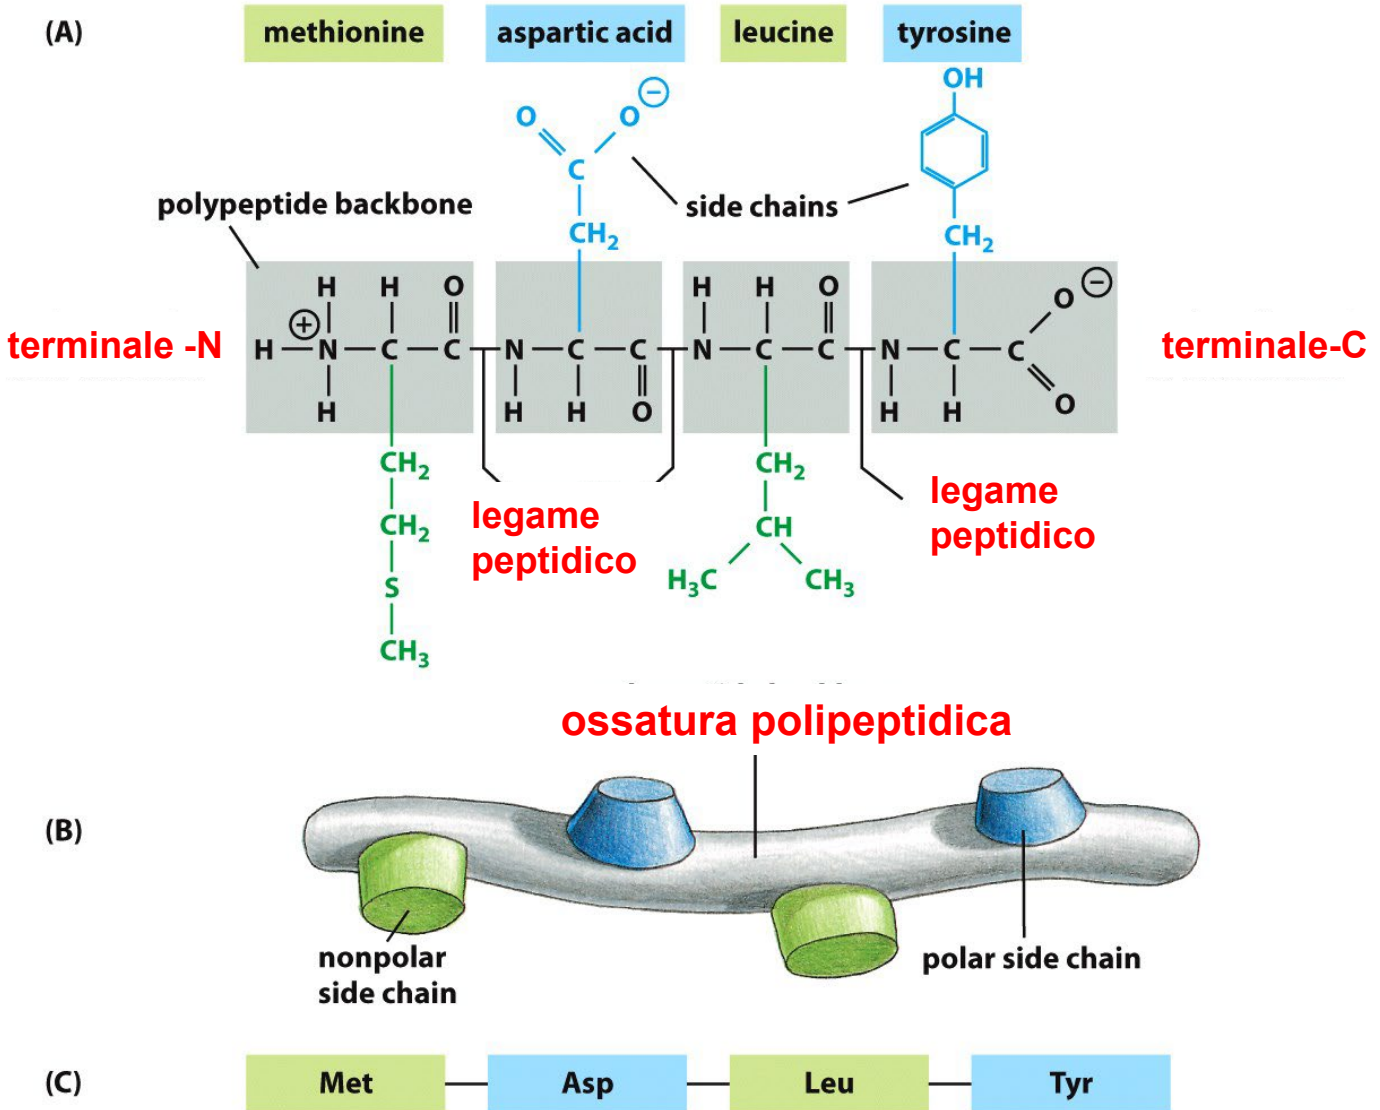 (A)
methionine
aspartic acid
leucine
tyrosine
OH
O
O
−
C
side chains
polypeptide backbone
CH2
CH2
H H O H H O O −
terminale -N
H + N C C N C C N C C N C C
terminale-C
H H H O H H O
CH2
CH2
CH2
CH
legame
peptidico
legame
peptidico
S
H3C
CH3
CH3
ossatura polipeptidica
(B)
nonpolar
side chain
polar side chain
(C)
Met
Asp
Leu
Tyr